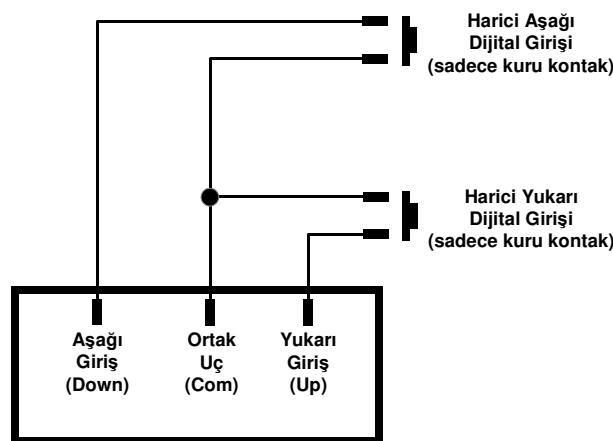 Harici Aşağı
Dijital Girişi
(sadece kuru kontak)
Harici Yukarı
Dijital Girişi
(sadece kuru kontak)
Aşağı
Giriş
(Down)
Ortak
Uç
(Com)
Yukarı
Giriş
(Up)